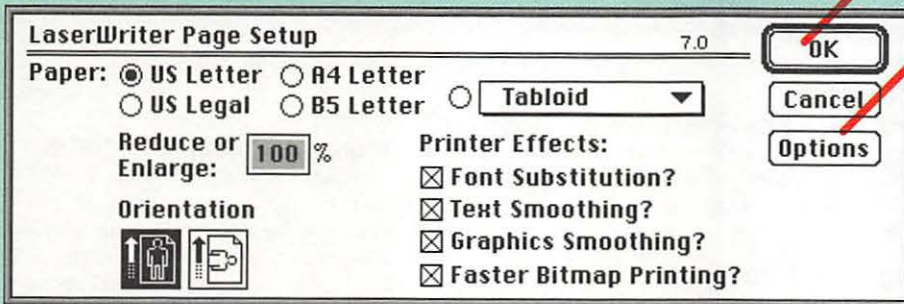 LaserWriter Page Setup 7.0 OK
Paper: US Letter A4 Letter
US Legal B5 Letter Tabloid Cancel
Reduce or Enlarge: 100 % Printer Effects: Options
Font Substitution?
Orientation Text Smoothing?
Graphics Smoothing?
Faster Bitmap Printing?